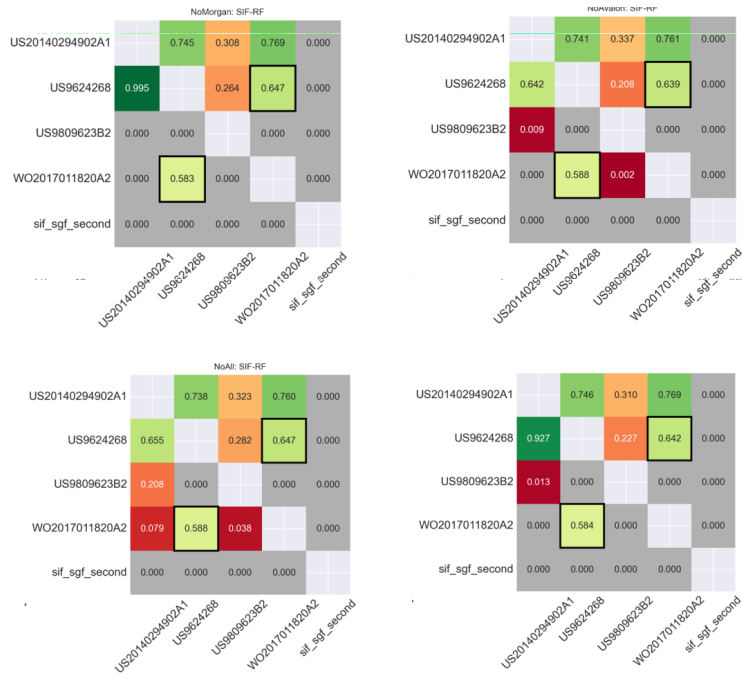 NoMorgan: SIF-RF
US20140294902A1 0.745 0.308 0.769 0.000
US9624268 0.995 0.264 0.647 0.000
US9809623B2 0.000 0.000 0.000 0.000
WO2017011820A2 0.000 0.583 0.000 0.000
sif_sgf_second 0.000 0.000 0.000 0.000
US20140294902A1 US9624268 US9809623B2 WO2017011820A2 sif_sgf_second
NoAvalon: SIF-RF
US20140294902A1 0.741 0.337 0.761 0.000
US9624268 0.642 0.208 0.639 0.000
US9809623B2 0.009 0.000 0.000 0.000
WO2017011820A2 0.000 0.588 0.002 0.000
sif_sgf_second 0.000 0.000 0.000 0.000
US20140294902A1 US9624268 US9809623B2 WO2017011820A2 sif_sgf_second
NoAll: SIF-RF
US20140294902A1 0.738 0.323 0.760 0.000
US9624268 0.655 0.282 0.647 0.000
US9809623B2 0.208 0.000 0.000 0.000
WO2017011820A2 0.079 0.588 0.038 0.000
sif_sgf_second 0.000 0.000 0.000 0.000
US20140294902A1 US9624268 US9809623B2 WO2017011820A2 sif_sgf_second
US20140294902A1 0.746 0.310 0.769 0.000
US9624268 0.927 0.227 0.642 0.000
US9809623B2 0.013 0.000 0.000 0.000
WO2017011820A2 0.000 0.584 0.000 0.000
sif_sgf_second 0.000 0.000 0.000 0.000
US20140294902A1 US9624268 US9809623B2 WO2017011820A2 sif_sgf_second